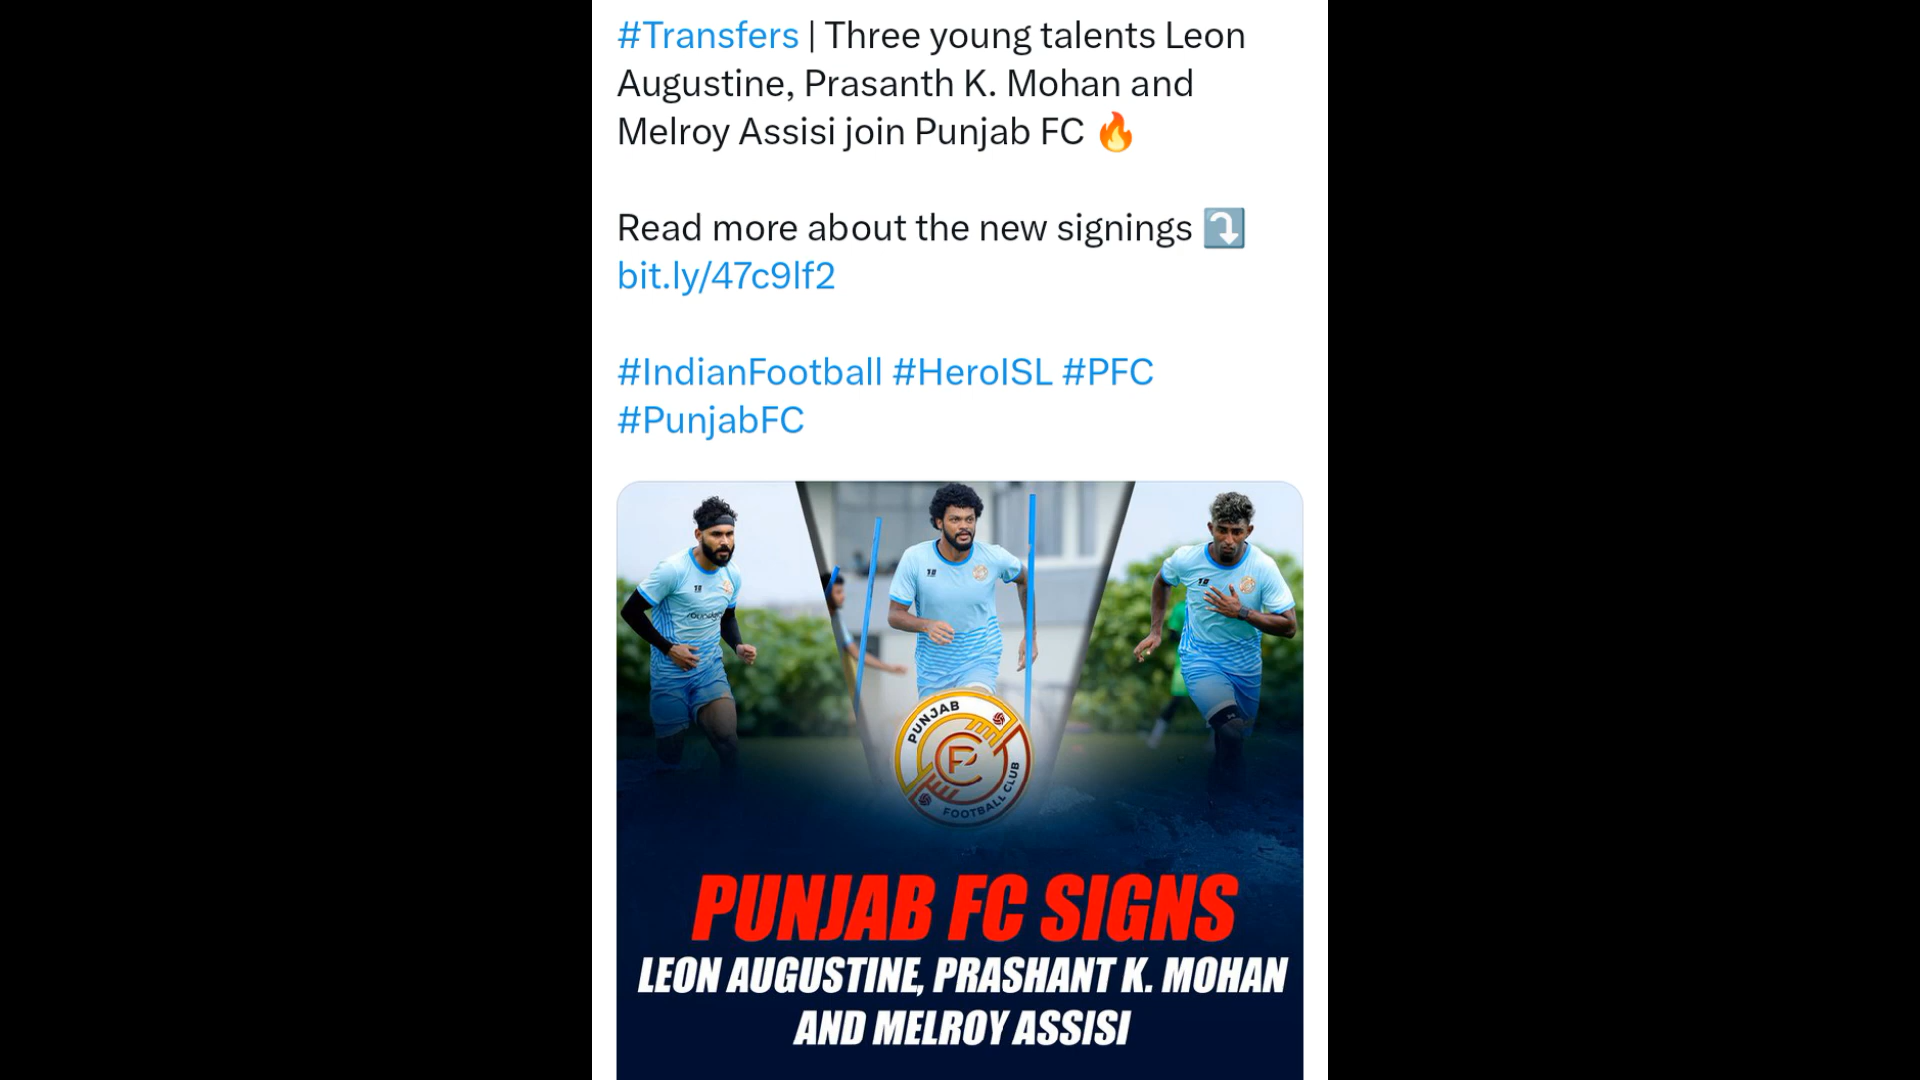 #Transfers | Three young talents Leon
Augustine, Prasanth K. Mohan and
Melroy Assisi join Punjab FC 🔥
Read more about the new signings ⤵️
bit.ly/47c9lf2
#IndianFootball #HeroISL #PFC
#PunjabFC
PUNJAB
FC
FOOTBALL CLUB
PUNJAB FC SIGNS
LEON AUGUSTINE, PRASHANT K. MOHAN
AND MELROY ASSISI